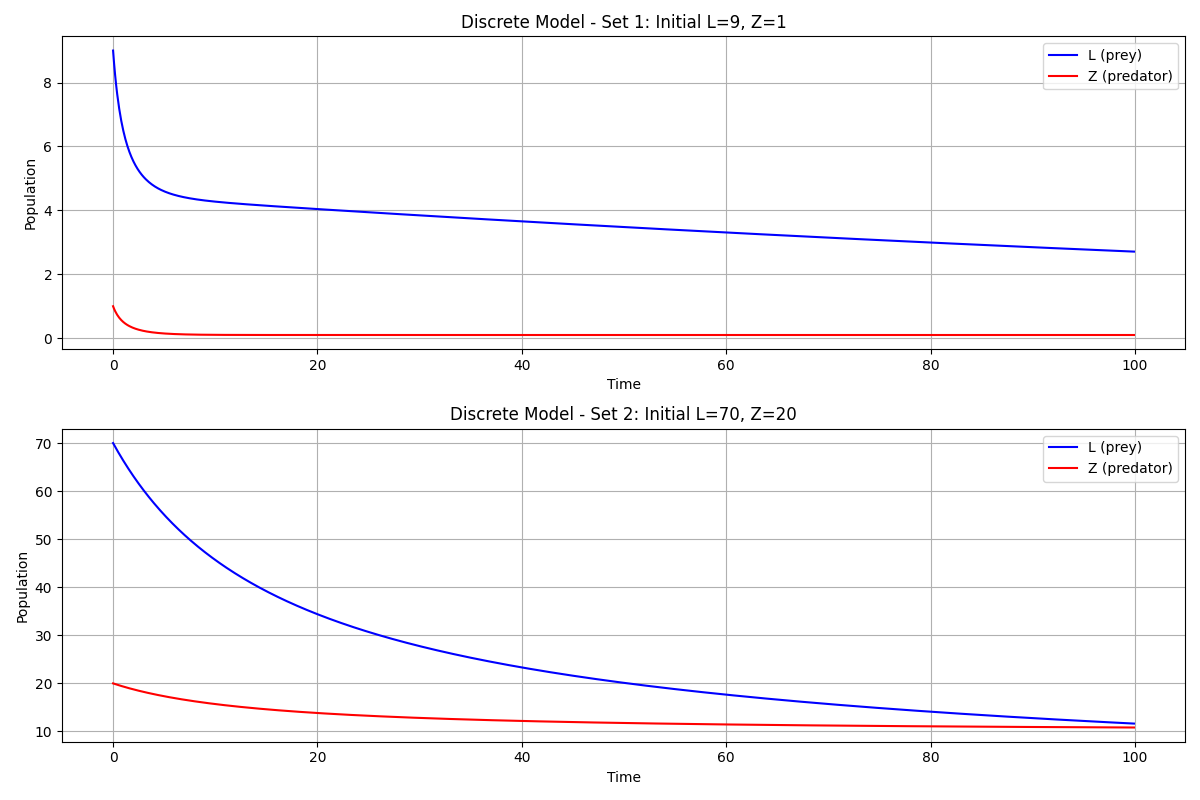 Discrete Model - Set 1: Initial L=9, Z=1
L (prey)
Z (predator)
Population
8
6
4
2
0
0 20 40 60 80 100
Time
Discrete Model - Set 2: Initial L=70, Z=20
L (prey)
Z (predator)
Population
70
60
50
40
30
20
10
0 20 40 60 80 100
Time